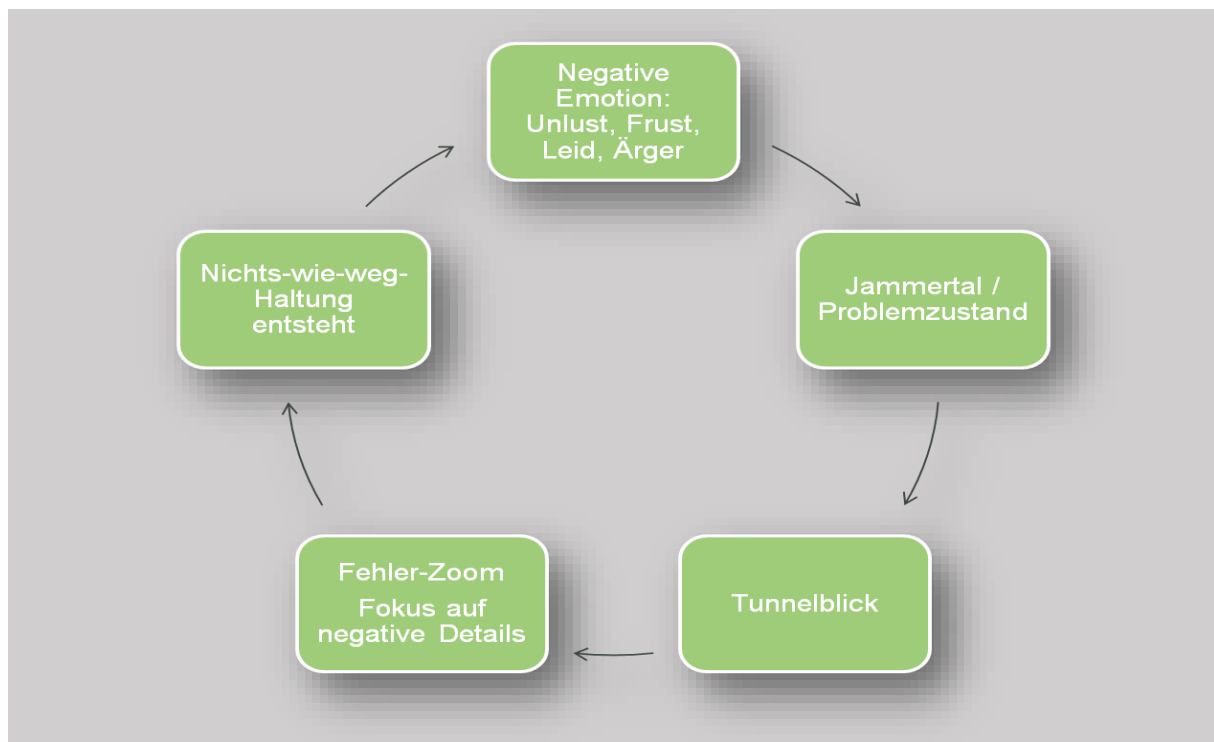 Negative
Emotion:
Unlust, Frust,
Leid, Ärger
Jammertal /
Problemzustand
Tunnelblick
Fehler-Zoom
Fokus auf
negative Details
Nichts-wie-weg-
Haltung
entsteht